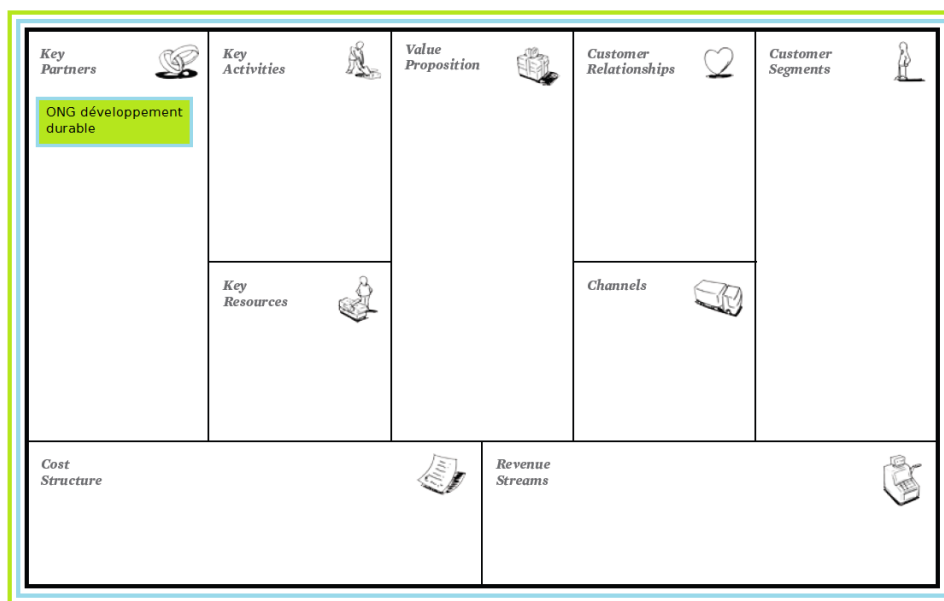 Key
Partners
ONG développement
durable
Key
Activities
Key
Resources
Value
Proposition
Customer
Relationships
Channels
Customer
Segments
Cost
Structure
Revenue
Streams